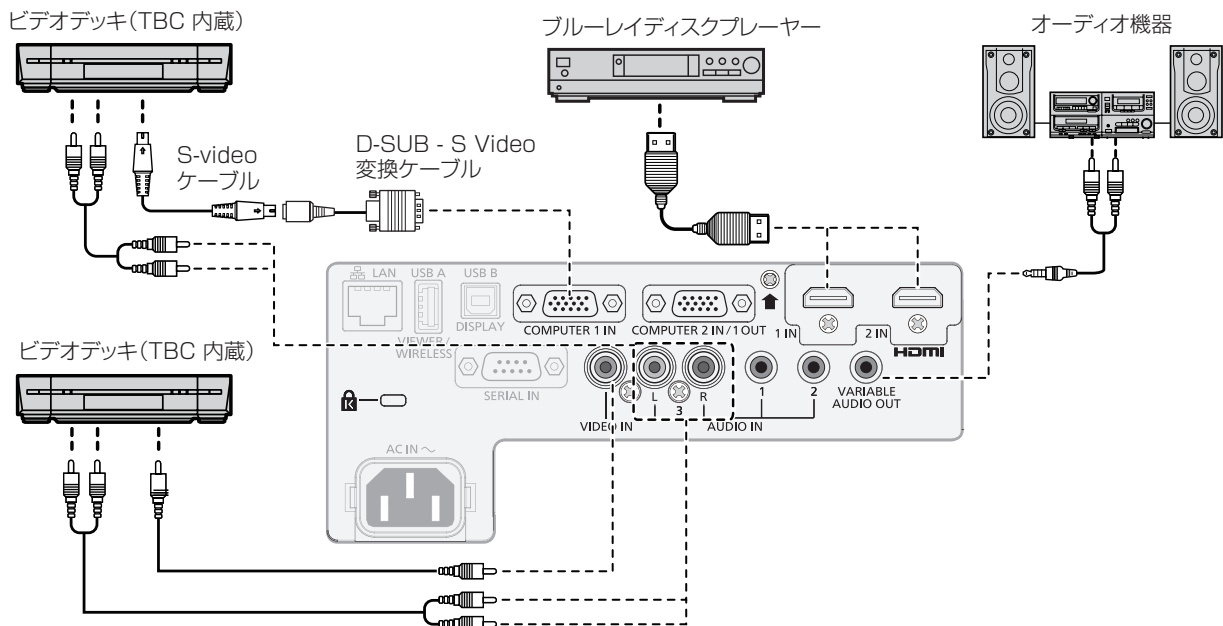 ビデオデッキ(TBC 内蔵)
ブルーレイディスクプレーヤー
オーディオ機器
S-video
ケーブル
D-SUB - S Video
変換ケーブル
LAN
USB A
USB B
DISPLAY
VIEWER /
WIRELESS
COMPUTER 1 IN
COMPUTER 2 IN / 1 OUT
1 IN
2 IN
HDMI
ビデオデッキ(TBC 内蔵)
SERIAL IN
K
VIDEO IN
L
3
R
AUDIO IN
1
2
VARIABLE
AUDIO OUT
AC IN ～